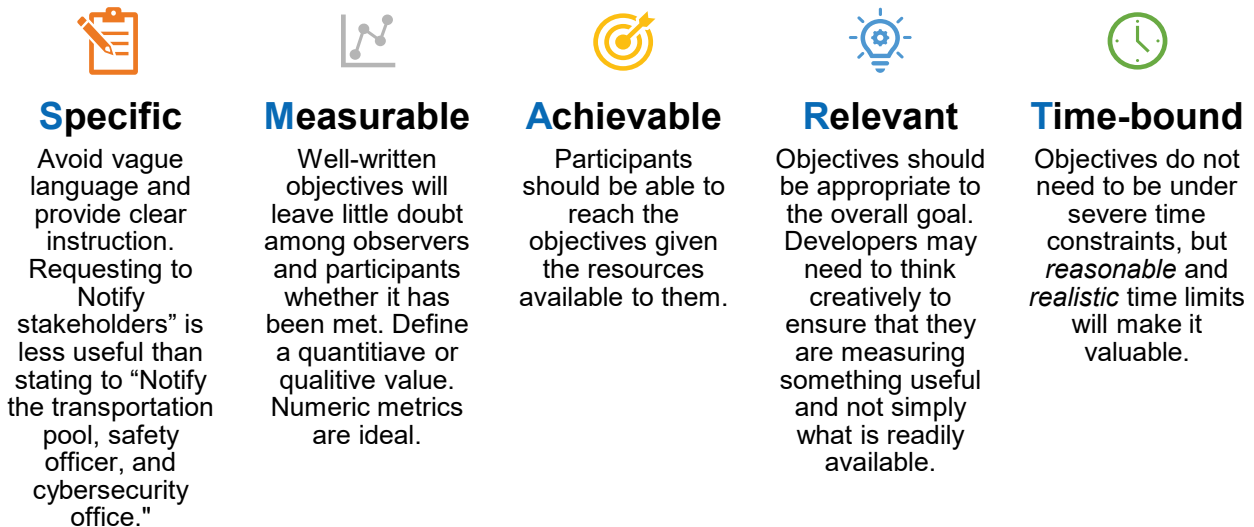 Specific
Avoid vague
language and
provide clear
instruction.
Requesting to
Notify
stakeholders” is
less useful than
stating to “Notify
the transportation
pool, safety
officer, and
cybersecurity
office."
Measurable
Well-written
objectives will
leave little doubt
among observers
and participants
whether it has
been met. Define
a quantitiave or
qualitive value.
Numeric metrics
are ideal.
Achievable
Participants
should be able to
reach the
objectives given
the resources
available to them.
Relevant
Objectives should
be appropriate to
the overall goal.
Developers may
need to think
creatively to
ensure that they
are measuring
something useful
and not simply
what is readily
available.
Time-bound
Objectives do not
need to be under
severe time
constraints, but
reasonable and
realistic time limits
will make it
valuable.